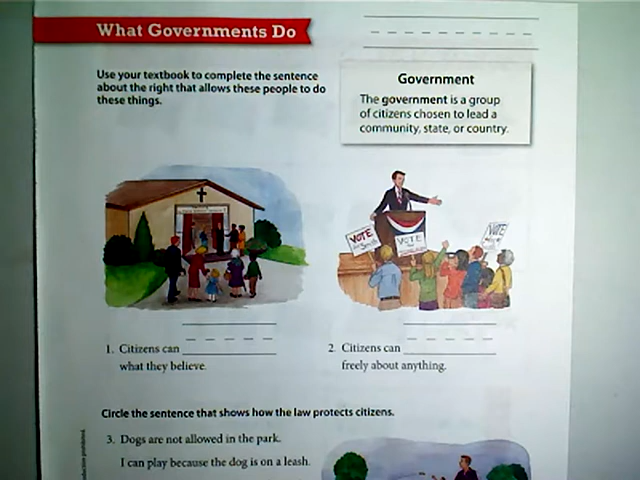 What Governments Do
Use your textbook to complete the sentence
about the right that allows these people to do
these things.
Government
The government is a group
of citizens chosen to lead a
community, state, or country.
VOTE
VOTE
VOTE
1. Citizens can
what they believe.
2. Citizens can
freely about anything.
Circle the sentence that shows how the law protects citizens.
3. Dogs are not allowed in the park.
I can play because the dog is on a leash.